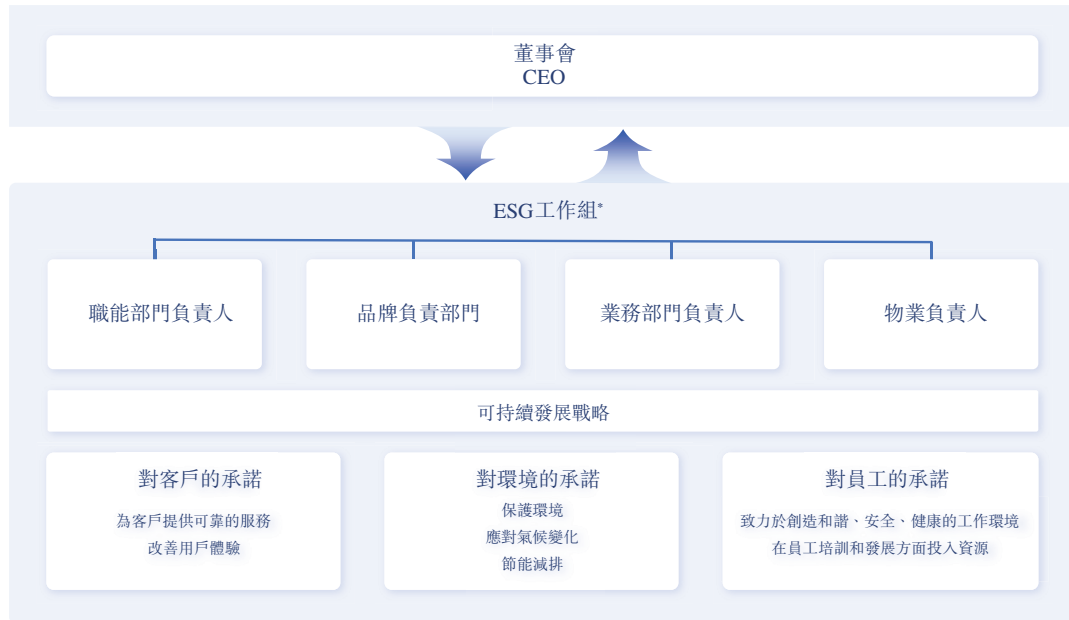 董事會
CEO
ESG工作組*
職能部門負責人
品牌負責部門
業務部門負責人
物業負責人
可持續發展戰略
對客戶的承諾
為客戶提供可靠的服務
改善用戶體驗
對環境的承諾
保護環境
應對氣候變化
節能減排
對員工的承諾
致力於創造和諧、安全、健康的工作環境
在員工培訓和發展方面投入資源